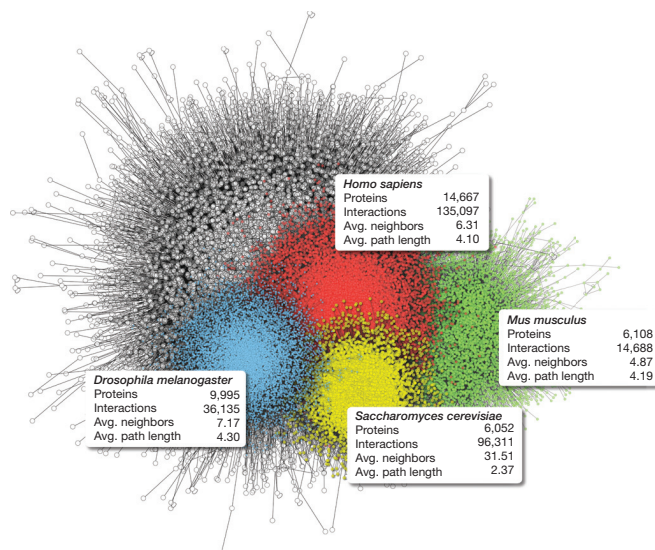 Homo sapiens
Proteins 14,667
Interactions 135,097
Avg. neighbors 6.31
Avg. path length 4.10
Mus musculus
Proteins 6,108
Interactions 14,688
Avg. neighbors 4.87
Avg. path length 4.19
Drosophila melanogaster
Proteins 9,995
Interactions 36,135
Avg. neighbors 7.17
Avg. path length 4.30
Saccharomyces cerevisiae
Proteins 6,052
Interactions 96,311
Avg. neighbors 31.51
Avg. path length 2.37